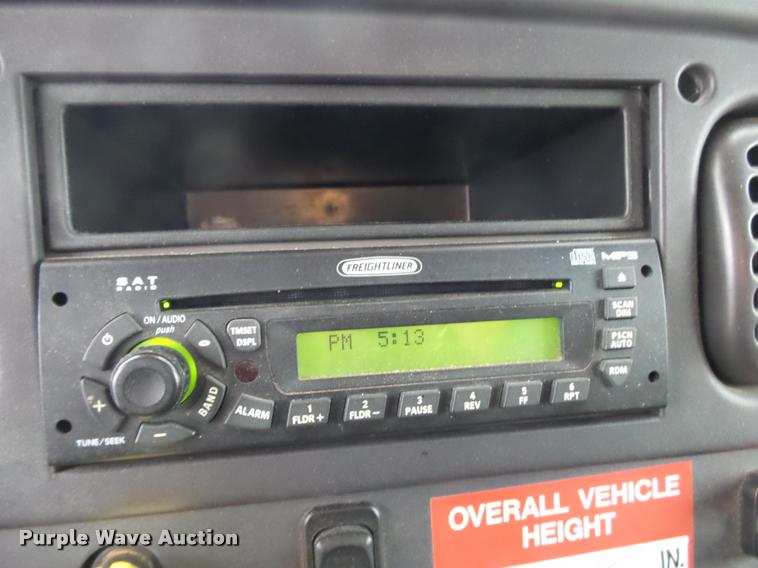 FREIGHTLINER
MP3
SAT
RADIO
ON / AUDIO
push
TMSET
DSPL
PM 5:13
SCAN
DIM
PSCN
AUTO
RDM
BAND
ALARM
1
FLDR +
2
FLDR −
3
PAUSE
4
REV
5
FF
6
RPT
+
−
TUNE/SEEK
OVERALL VEHICLE
HEIGHT
IN.
Purple Wave Auction